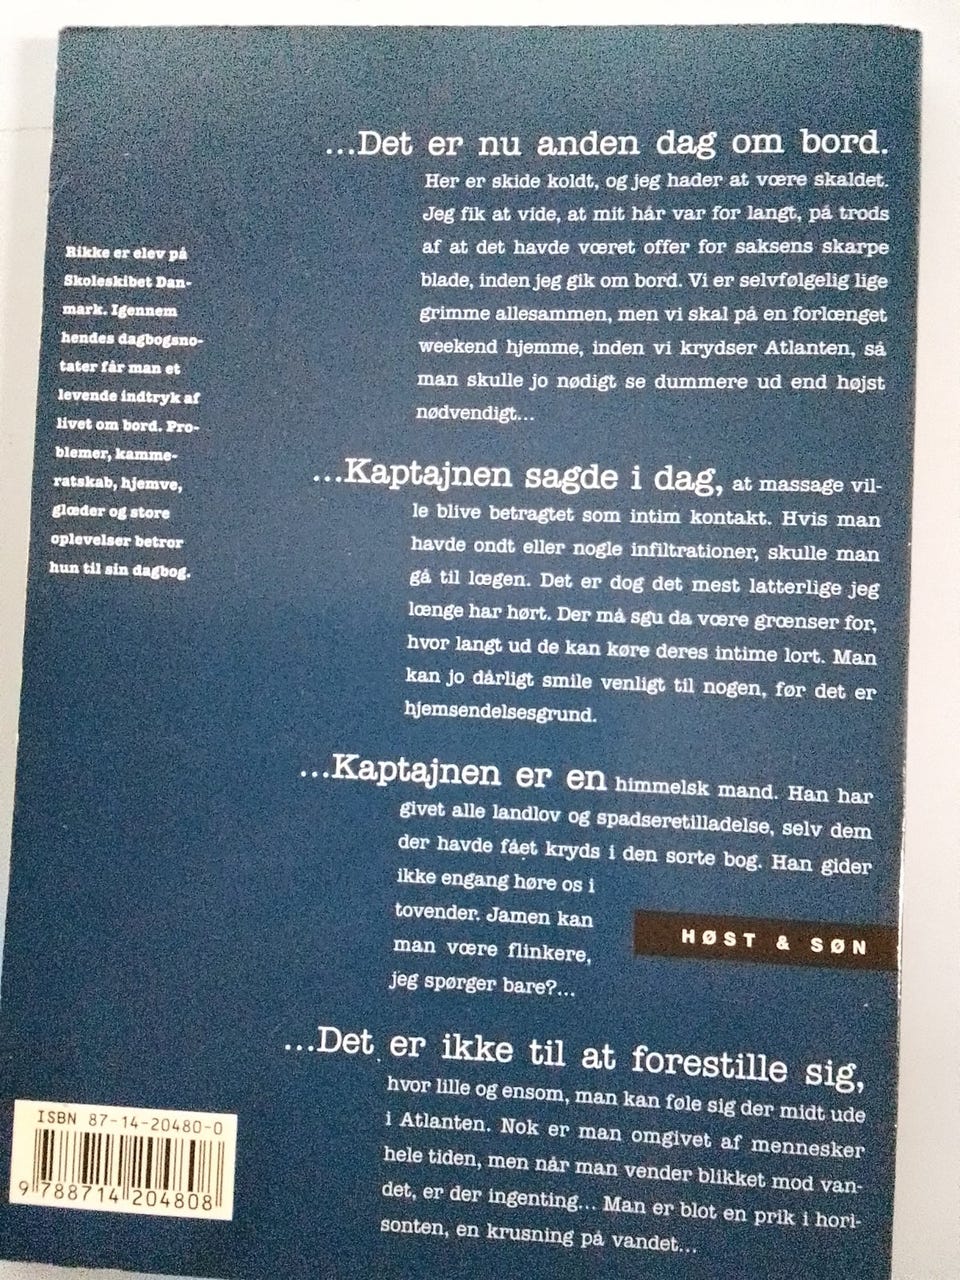 ...Det er nu anden dag om bord.
Her er skide koldt, og jeg hader at være skaldet.
Jeg fik at vide, at mit hår var for langt, på trods
af at det havde været offer for saksens skarpe
blade, inden jeg gik om bord. Vi er selvfølgelig lige
grimme allesammen, men vi skal på en forlænget
weekend hjemme, inden vi krydser Atlanten, så
man skulle jo nødigt se dummere ud end højst
nødvendigt...
Rikke er elev på
Skoleskibet Dan-
mark. Igennem
hendes dagbogsno-
tater får man et
levende indtryk af
livet om bord. Pro-
blemer, kamme-
ratskab, hjemve,
glæder og store
oplevelser betror
hun til sin dagbog.
...Kaptajnen sagde i dag, at massage vil-
le blive betragtet som intim kontakt. Hvis man
havde ondt eller nogle infiltrationer, skulle man
gå til lægen. Det er dog det mest latterlige jeg
længe har hørt. Der må sgu da være grænser for,
hvor langt ud de kan køre deres intime lort. Man
kan jo dårligt smile venligt til nogen, før det er
hjemsendelsesgrund.
...Kaptajnen er en himmelsk mand. Han har
givet alle landlov og spadseretilladelse, selv dem
der havde fået kryds i den sorte bog. Han gider
ikke engang høre os i
tovender. Jamen kan
man være flinkere,
jeg spørger bare?...
HØST & SØN
...Det er ikke til at forestille sig,
hvor lille og ensom, man kan føle sig der midt ude
i Atlanten. Nok er man omgivet af mennesker
hele tiden, men når man vender blikket mod van-
det, er der ingenting... Man er blot en prik i hori-
sonten, en krusning på vandet...
ISBN 87-14-20480-0
9 788714 204808